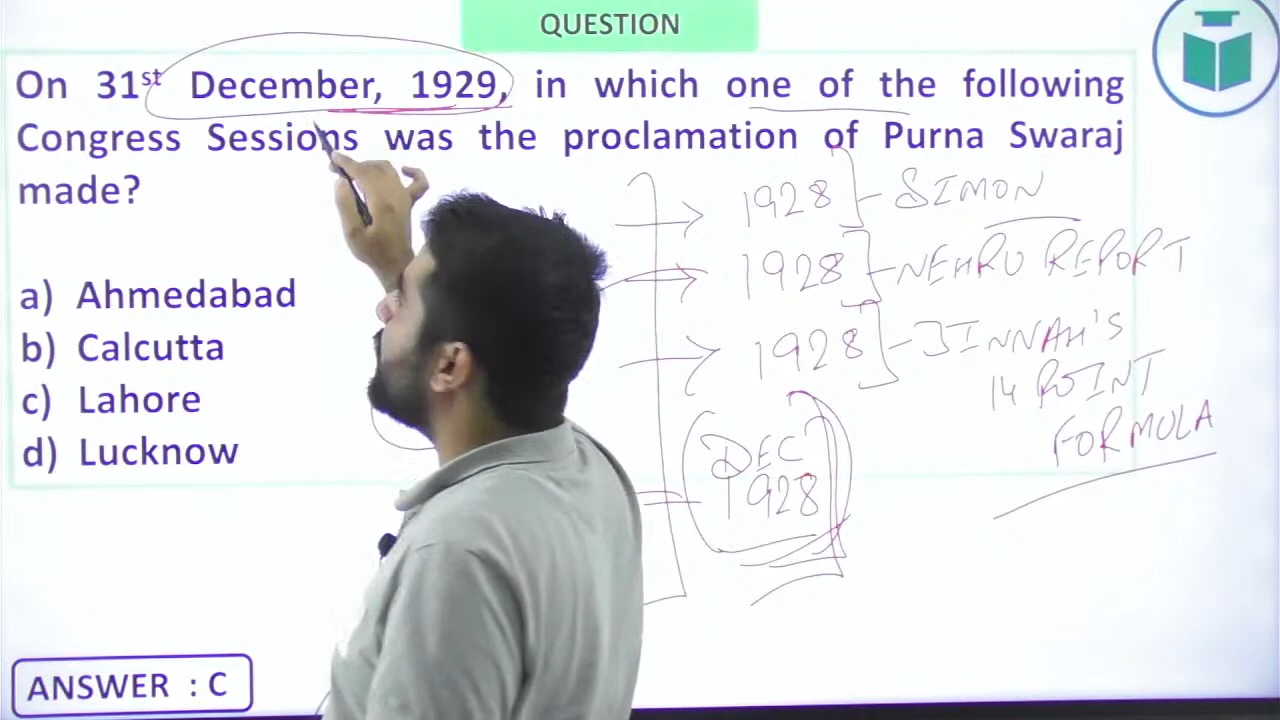 QUESTION
On 31st December, 1929, in which one of the following
Congress Sessions was the proclamation of Purna Swaraj
made?
a) Ahmedabad
b) Calcutta
c) Lahore
d) Lucknow
1928 - SIMON
1928 - NEHRU REPORT
1928 - JINNAH'S
14 POINT
FORMULA
DEC
1928
ANSWER : C